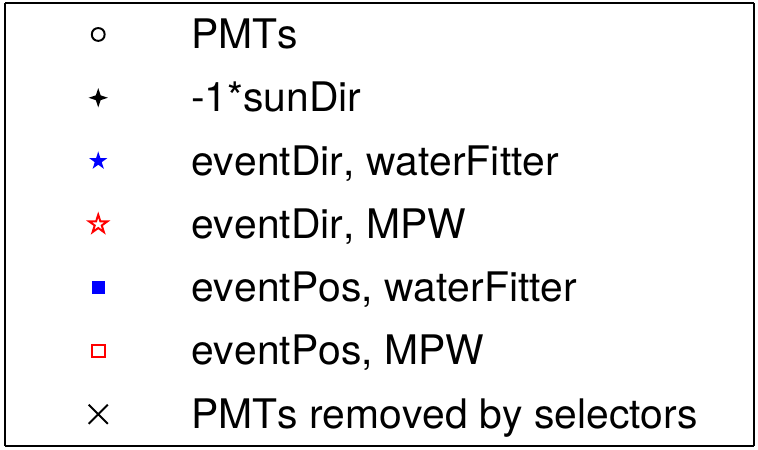 PMTs
-1*sunDir
eventDir, waterFitter
eventDir, MPW
eventPos, waterFitter
eventPos, MPW
PMTs removed by selectors